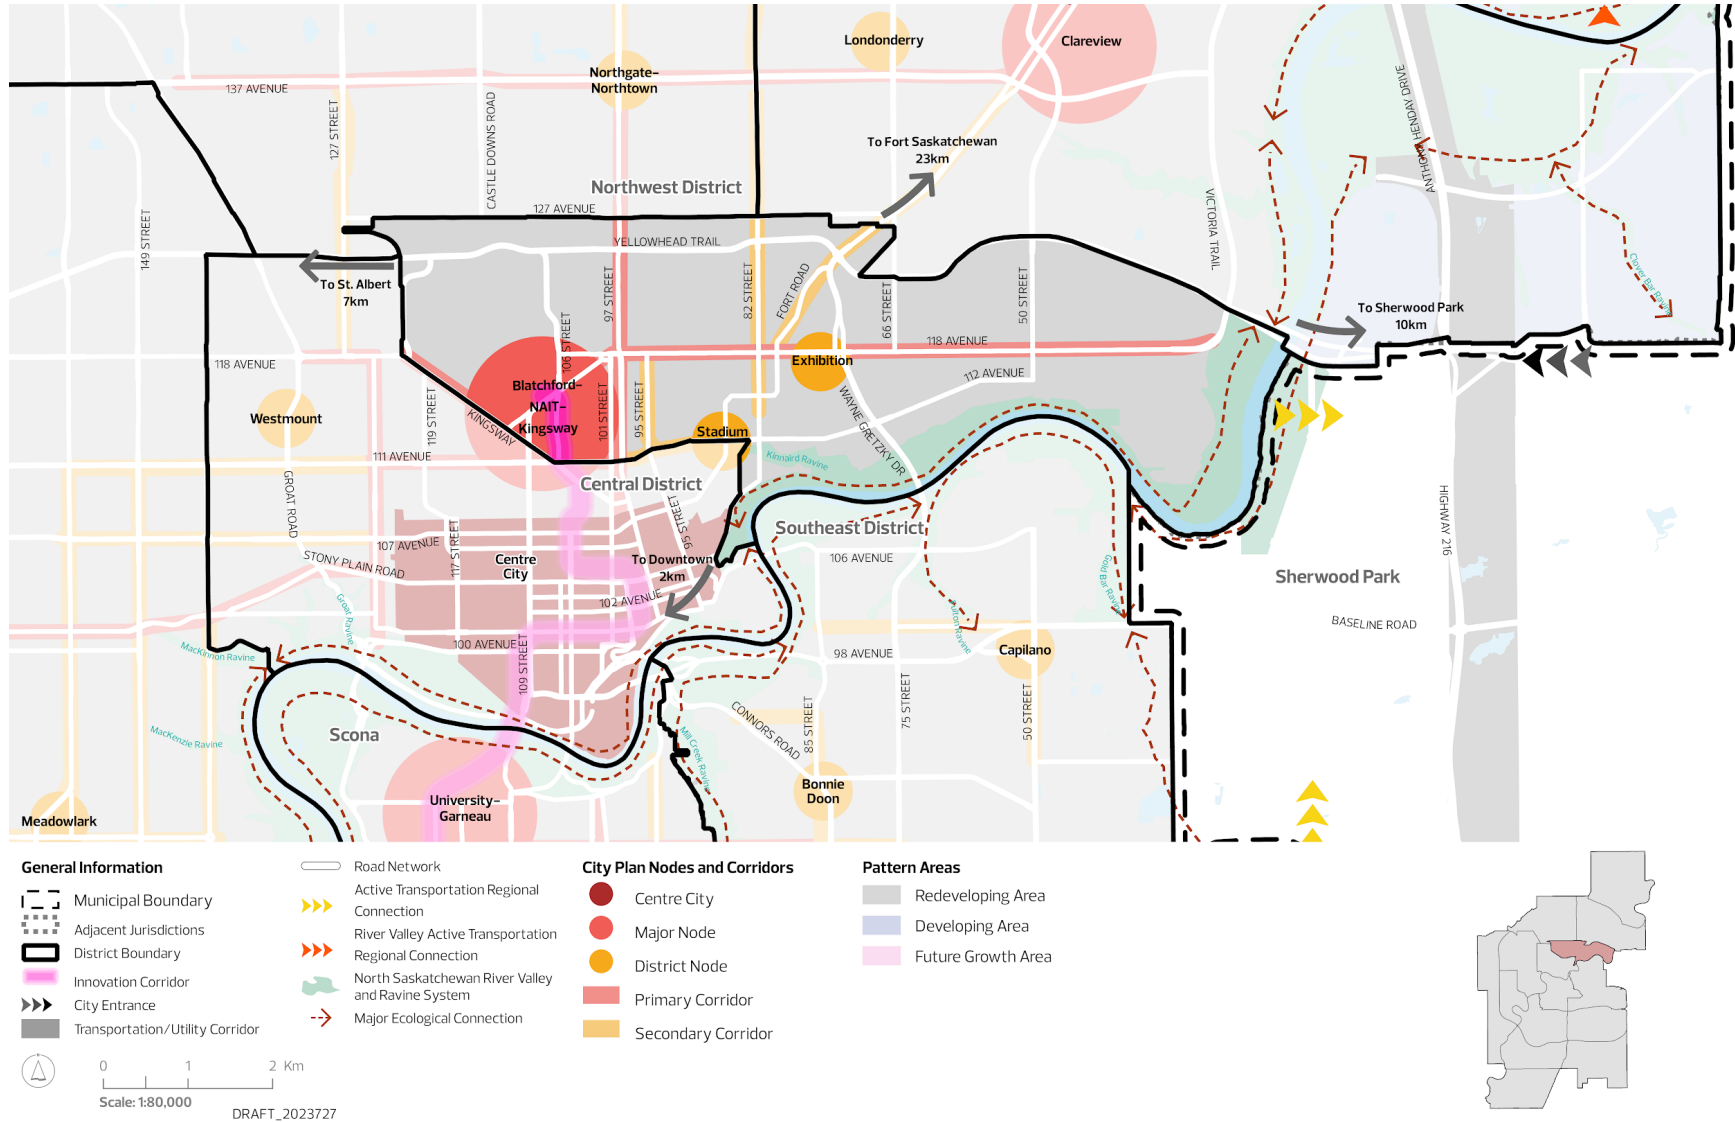 Londonderry
Clareview
Northgate–
Northtown
137 AVENUE
127 STREET
CASTLE DOWNS ROAD
ANTHONY HENDAY DRIVE
To Fort Saskatchewan
23km
Northwest District
127 AVENUE
149 STREET
VICTORIA TRAIL
YELLOWHEAD TRAIL
To St. Albert
7km
97 STREET
82 STREET
FORT ROAD
66 STREET
50 STREET
Clover Bar Ravine
To Sherwood Park
10km
106 STREET
118 AVENUE
118 AVENUE
Exhibition
112 AVENUE
Blatchford–
NAIT–
Kingsway
KINGSWAY
119 STREET
101 STREET
95 STREET
WAYNE GRETZKY DR
Westmount
Stadium
111 AVENUE
Kinnaird Ravine
GROAT ROAD
Central District
95 STREET
Southeast District
HIGHWAY 216
107 AVENUE
117 STREET
STONY PLAIN ROAD
Centre
City
To Downtown
2km
106 AVENUE
Gold Bar Ravine
Sherwood Park
102 AVENUE
Groat Ravine
Fulton Ravine
BASELINE ROAD
100 AVENUE
109 STREET
MacKinnon Ravine
98 AVENUE
Capilano
75 STREET
50 STREET
85 STREET
CONNORS ROAD
Scona
MacKenzie Ravine
Mill Creek Ravine
University–
Garneau
Bonnie
Doon
Meadowlark
General Information
Municipal Boundary
Adjacent Jurisdictions
District Boundary
Innovation Corridor
City Entrance
Transportation/Utility Corridor
Road Network
Active Transportation Regional
Connection
River Valley Active Transportation
Regional Connection
North Saskatchewan River Valley
and Ravine System
Major Ecological Connection
City Plan Nodes and Corridors
Centre City
Major Node
District Node
Primary Corridor
Secondary Corridor
Pattern Areas
Redeveloping Area
Developing Area
Future Growth Area
0 1 2 Km
Scale: 1:80,000
DRAFT_2023727